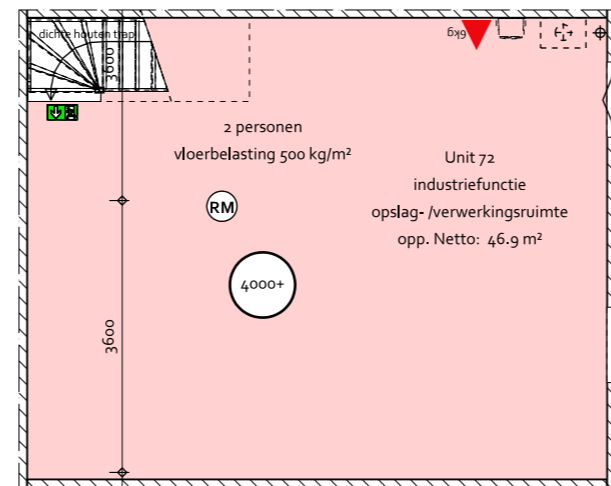 dichte houten trap
3600
6kg
2 personen
vloerbelasting 500 kg/m²
Unit 72
industriefunctie
opslag- /verwerkingsruimte
opp. Netto: 46.9 m²
RM
4000+
3600